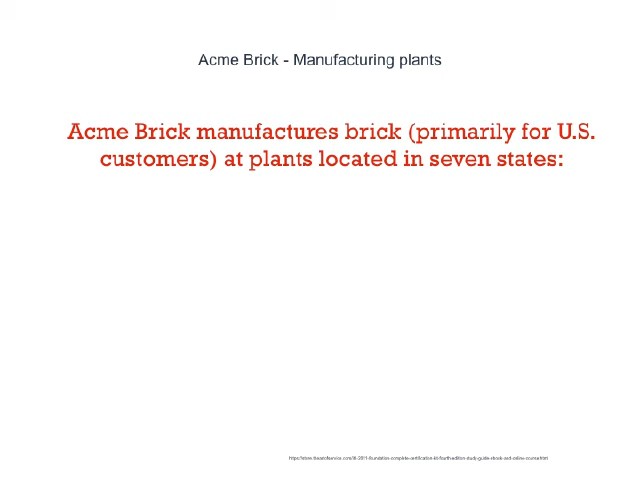 Acme Brick - Manufacturing plants
Acme Brick manufactures brick (primarily for U.S.
customers) at plants located in seven states: